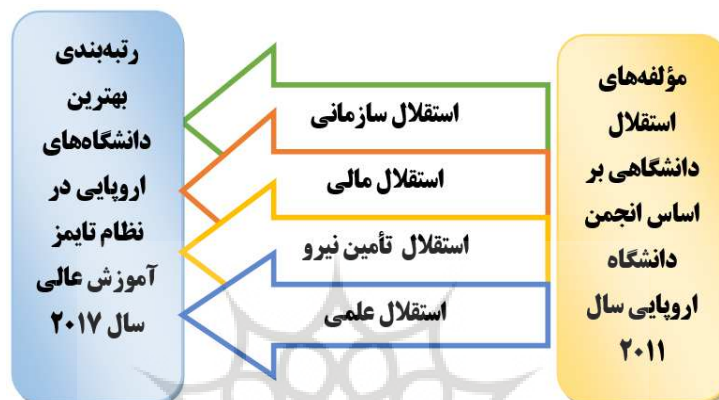 مؤلفه‌های
استقلال
دانشگاهی بر
اساس انجمن
دانشگاه
اروپایی سال
۲۰۱۱
استقلال سازمانی
استقلال مالی
استقلال تأمین نیرو
استقلال علمی
رتبه‌بندی
بهترین
دانشگاه‌های
اروپایی در
نظام تایمز
آموزش عالی
سال ۲۰۱۷